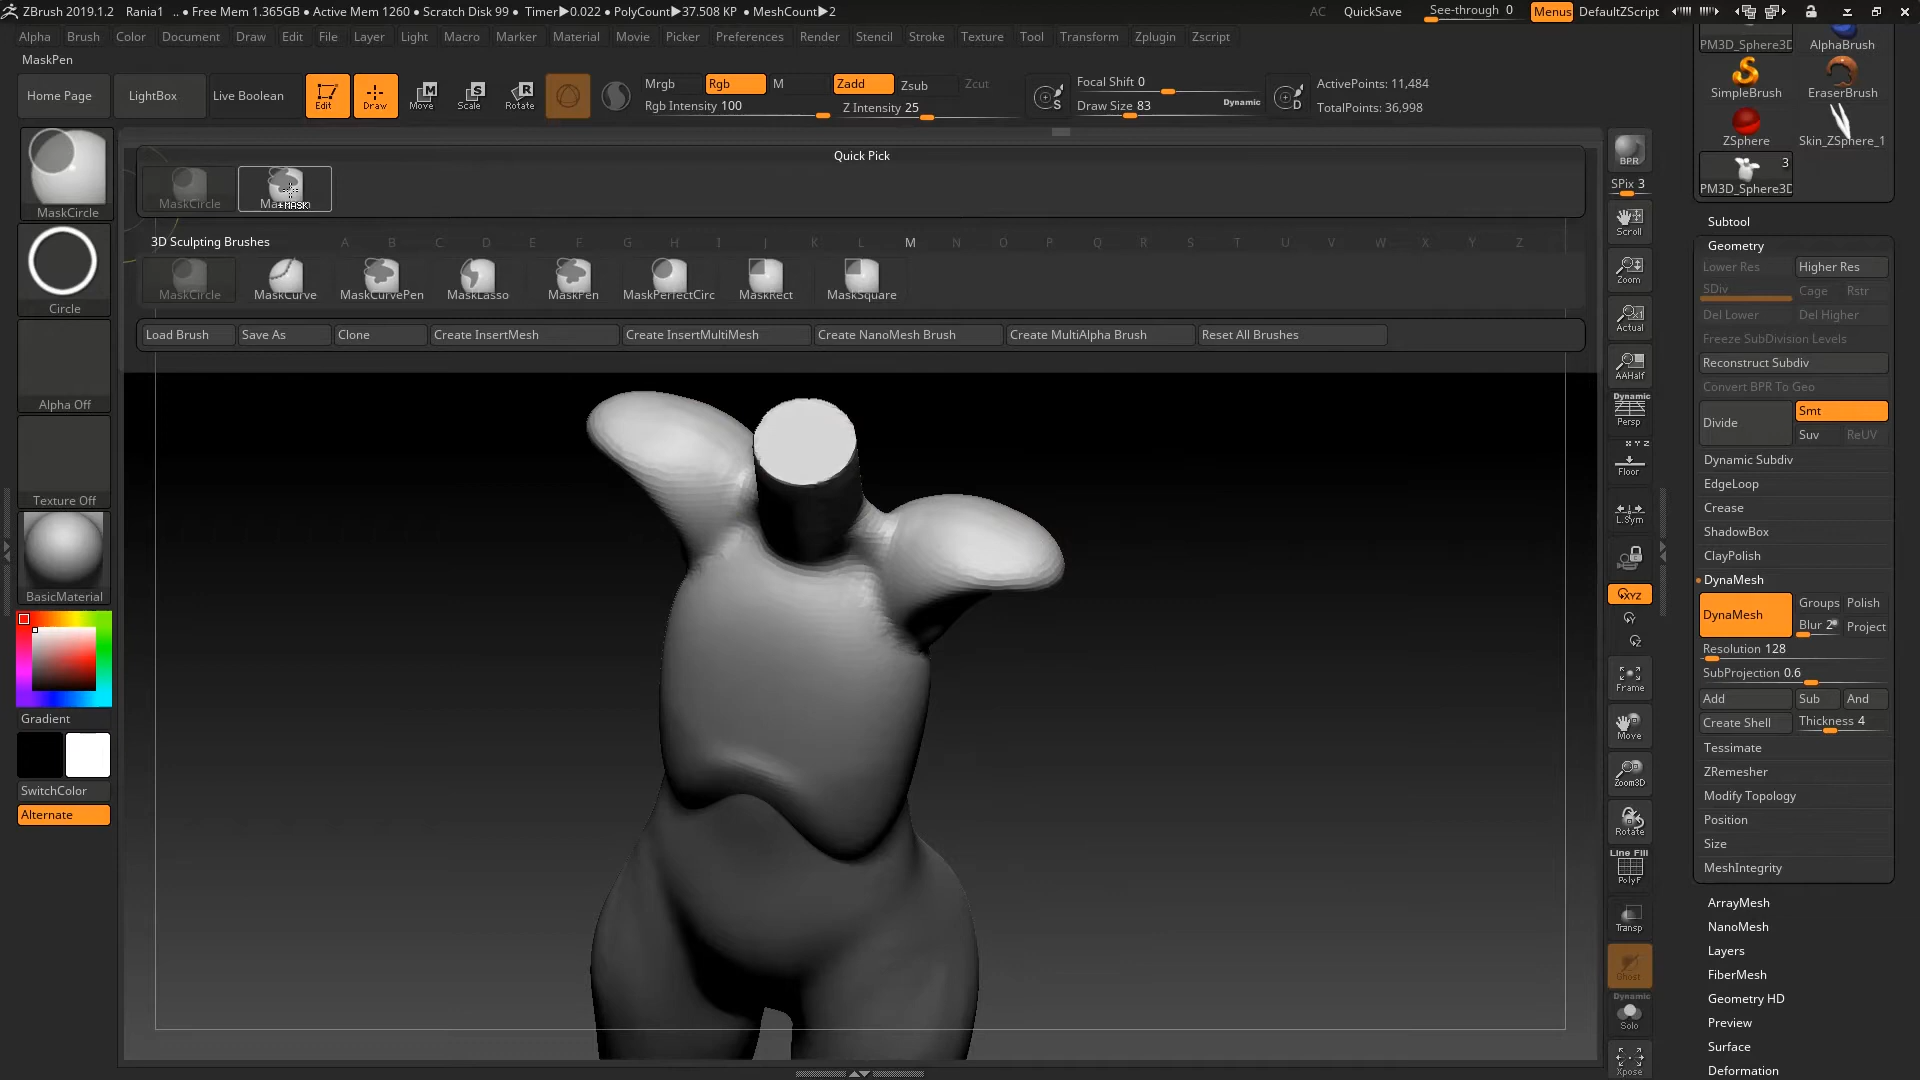 ZBrush 2019.1.2 Rania1 .. • Free Mem 1.365GB • Active Mem 1260 • Scratch Disk 99 • Timer▶0.022 • PolyCount▶37.508 KP • MeshCount▶2 AC QuickSave See-through 0 Menus DefaultZScript
Alpha Brush Color Document Draw Edit File Layer Light Macro Marker Material Movie Picker Preferences Render Stencil Stroke Texture Tool Transform Zplugin Zscript
MaskPen
Home Page LightBox Live Boolean Edit Draw Move Scale Rotate
Mrgb Rgb M Zadd Zsub Zcut
Rgb Intensity 100 Z Intensity 25
Focal Shift 0
Draw Size 83 Dynamic
ActivePoints: 11,484
TotalPoints: 36,998
Quick Pick
MaskCircle +MASK
3D Sculpting Brushes A B C D E F G H I J K L M N O P Q R S T U V W X Y Z
MaskCircle MaskCurve MaskCurvePen MaskLasso MaskPen MaskPerfectCirc MaskRect MaskSquare
Load Brush Save As Clone Create InsertMesh Create InsertMultiMesh Create NanoMesh Brush Create MultiAlpha Brush Reset All Brushes
MaskCircle
Circle
Alpha Off
Texture Off
BasicMaterial
Gradient
SwitchColor
Alternate
BPR
SPix 3
Scroll
Zoom
Actual
AAHalf
Dynamic
Persp
X Y Z
Floor
L.Sym
XYZ
Y
Z
Frame
Move
Zoom3D
Rotate
Line Fill
PolyF
Transp
Ghost
Dynamic
Solo
Xpose
PM3D_Sphere3D AlphaBrush
SimpleBrush EraserBrush
ZSphere Skin_ZSphere_1
3
PM3D_Sphere3D
Subtool
Geometry
Lower Res Higher Res
SDiv Cage Rstr
Del Lower Del Higher
Freeze SubDivision Levels
Reconstruct Subdiv
Convert BPR To Geo
Divide Smt
Suv ReUV
Dynamic Subdiv
EdgeLoop
Crease
ShadowBox
ClayPolish
DynaMesh
DynaMesh Groups Polish
Blur 2 Project
Resolution 128
SubProjection 0.6
Add Sub And
Create Shell Thickness 4
Tessimate
ZRemesher
Modify Topology
Position
Size
MeshIntegrity
ArrayMesh
NanoMesh
Layers
FiberMesh
Geometry HD
Preview
Surface
Deformation